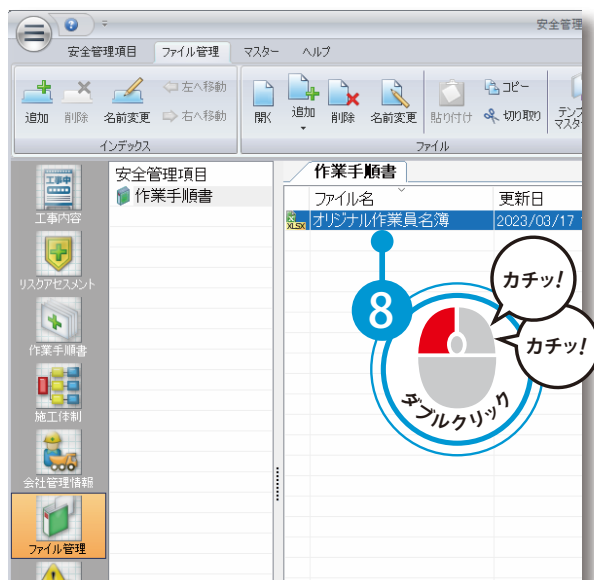 安全管理
安全管理項目 ファイル管理 マスター ヘルプ
追加 削除 名前変更 左へ移動 右へ移動
インデックス
開く 追加 削除 名前変更 貼り付け コピー 切り取り
ファイル
安全管理項目
作業手順書
作業手順書
ファイル名 更新日
XLSX オリジナル作業員名簿 2023/03/17
工事中
工事内容
リスクアセスメント
作業手順書
施工体制
会社管理情報
ファイル管理
8
カチッ!
カチッ!
ダブルクリック